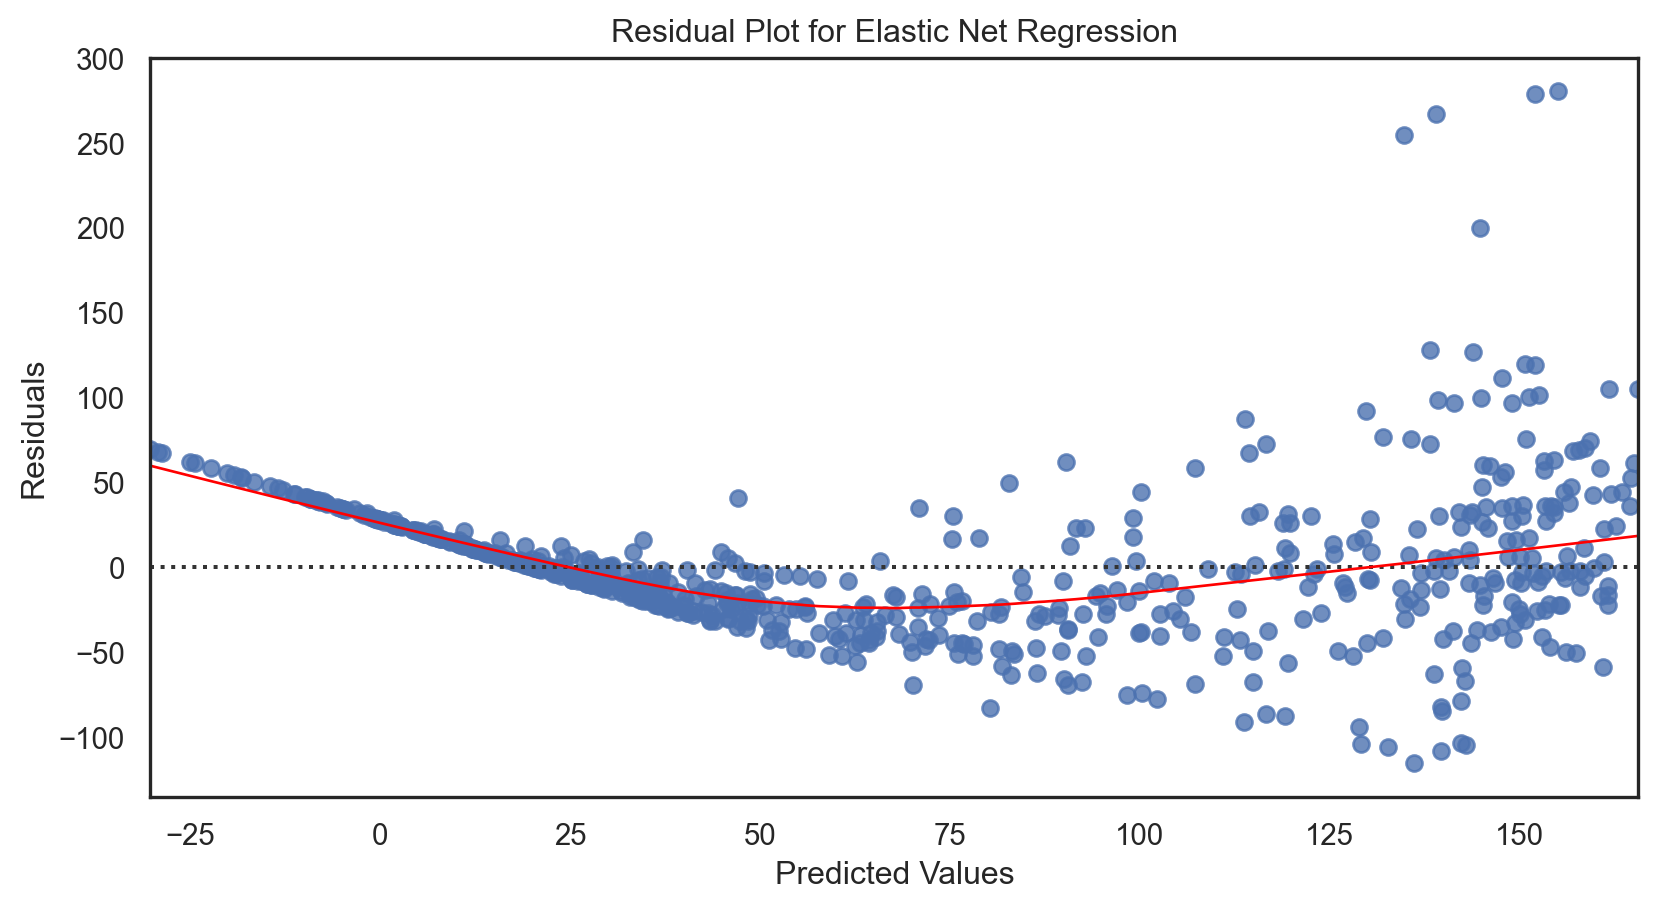 Residual Plot for Elastic Net Regression
300
250
200
150
100
50
0
−50
−100
Residuals
−25 0 25 50 75 100 125 150
Predicted Values